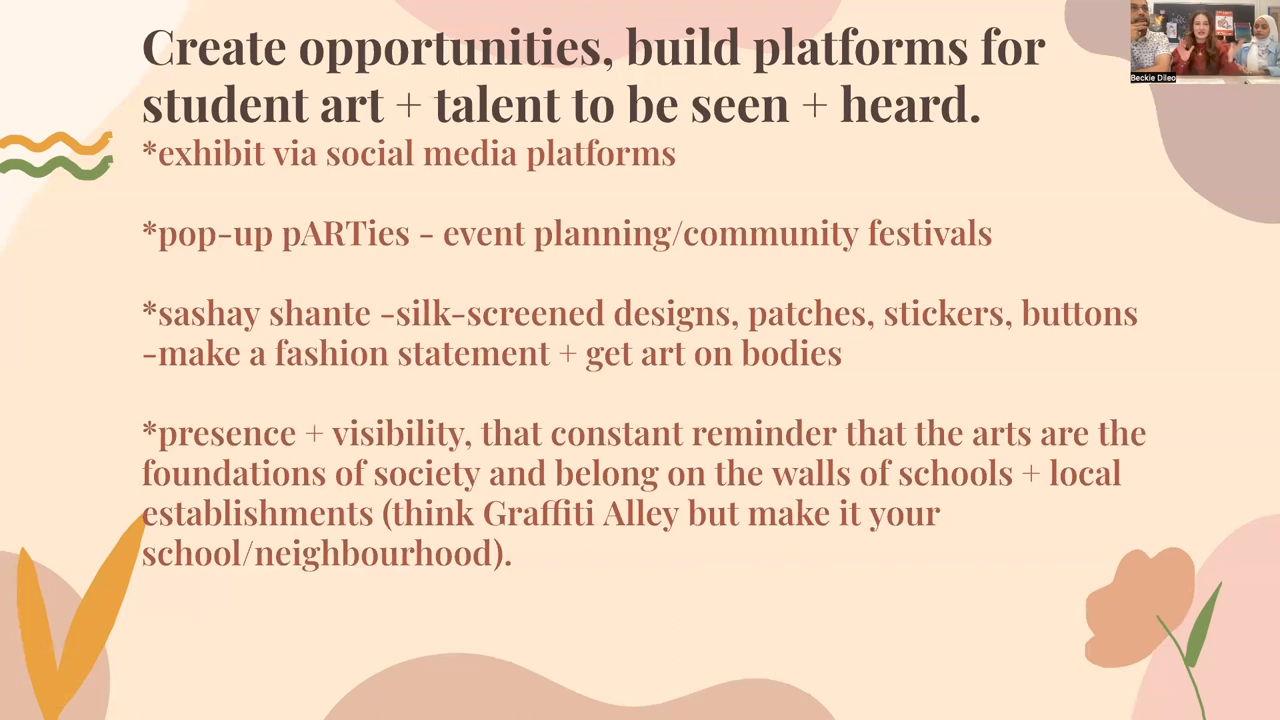 Create opportunities, build platforms for
student art + talent to be seen + heard.
*exhibit via social media platforms
*pop-up pARTies - event planning/community festivals
*sashay shante -silk-screened designs, patches, stickers, buttons
-make a fashion statement + get art on bodies
*presence + visibility, that constant reminder that the arts are the
foundations of society and belong on the walls of schools + local
establishments (think Graffiti Alley but make it your
school/neighbourhood).
Beckie Dileo